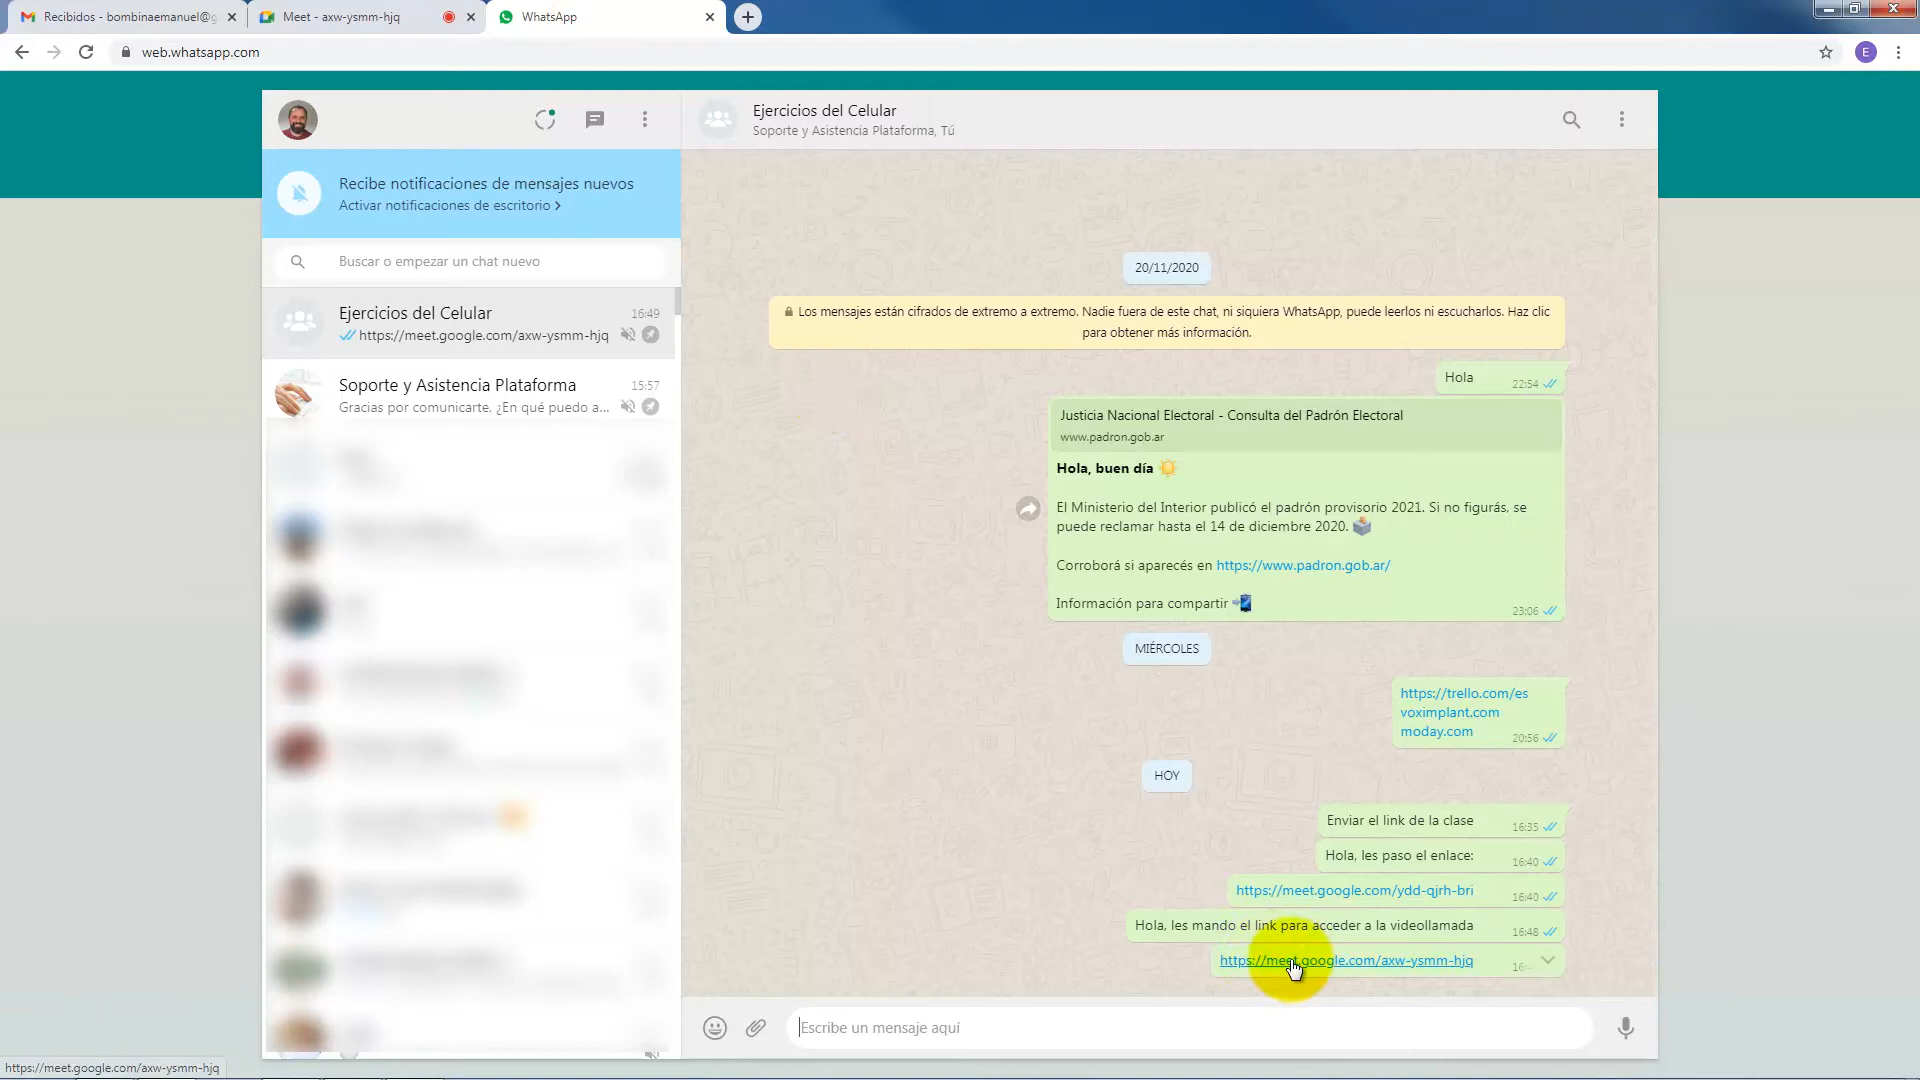 Recibidos - bombinaemanuel@g
Meet - axw-ysmm-hjq
WhatsApp
web.whatsapp.com
E
Recibe notificaciones de mensajes nuevos
Activar notificaciones de escritorio >
Buscar o empezar un chat nuevo
Ejercicios del Celular
16:49
https://meet.google.com/axw-ysmm-hjq
Soporte y Asistencia Plataforma
15:57
Gracias por comunicarte, ¿En qué puedo a...
Ejercicios del Celular
Soporte y Asistencia Plataforma, Tú
20/11/2020
Los mensajes están cifrados de extremo a extremo. Nadie fuera de este chat, ni siquiera WhatsApp, puede leerlos ni escucharlos. Haz clic
para obtener más información.
Hola 22:54
Justicia Nacional Electoral - Consulta del Padrón Electoral
www.padron.gob.ar
Hola, buen día ☀️
El Ministerio del Interior publicó el padrón provisorio 2021. Si no figurás, se
puede reclamar hasta el 14 de diciembre 2020. 🗳️
Corroborá si aparecés en https://www.padron.gob.ar/
Información para compartir 📲
23:06
MIÉRCOLES
https://trello.com/es
voximplant.com
moday.com
20:56
HOY
Enviar el link de la clase 16:35
Hola, les paso el enlace: 16:40
https://meet.google.com/ydd-qjrh-bri 16:40
Hola, les mando el link para acceder a la videollamada 16:48
https://meet.google.com/axw-ysmm-hjq
Escribe un mensaje aquí
https://meet.google.com/axw-ysmm-hjq